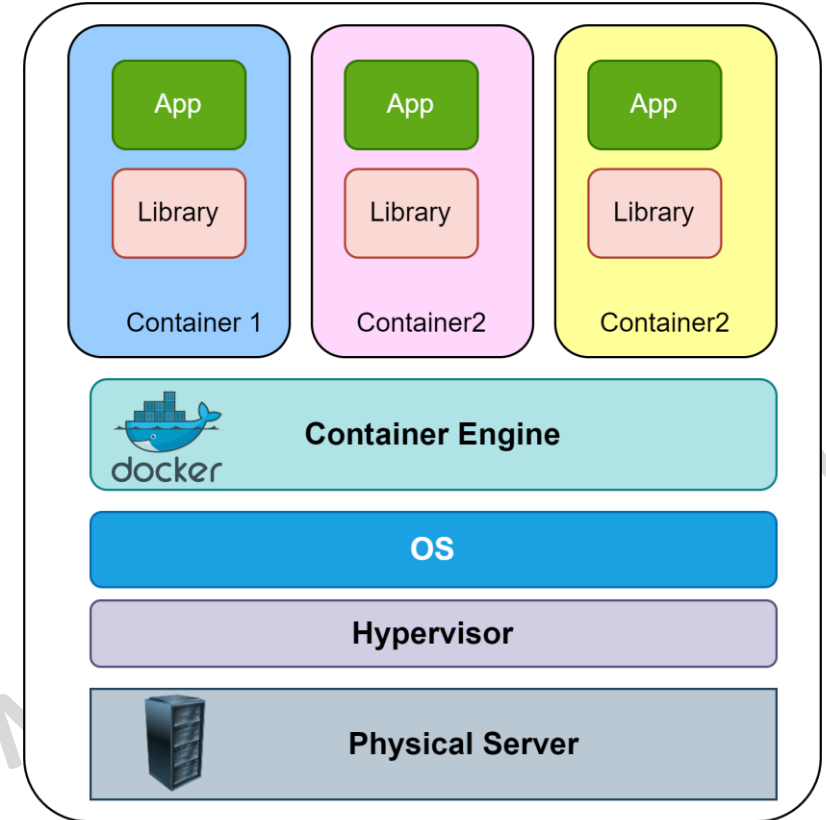 App
App
App
Library
Library
Library
Container 1
Container2
Container2
docker
Container Engine
OS
Hypervisor
Physical Server